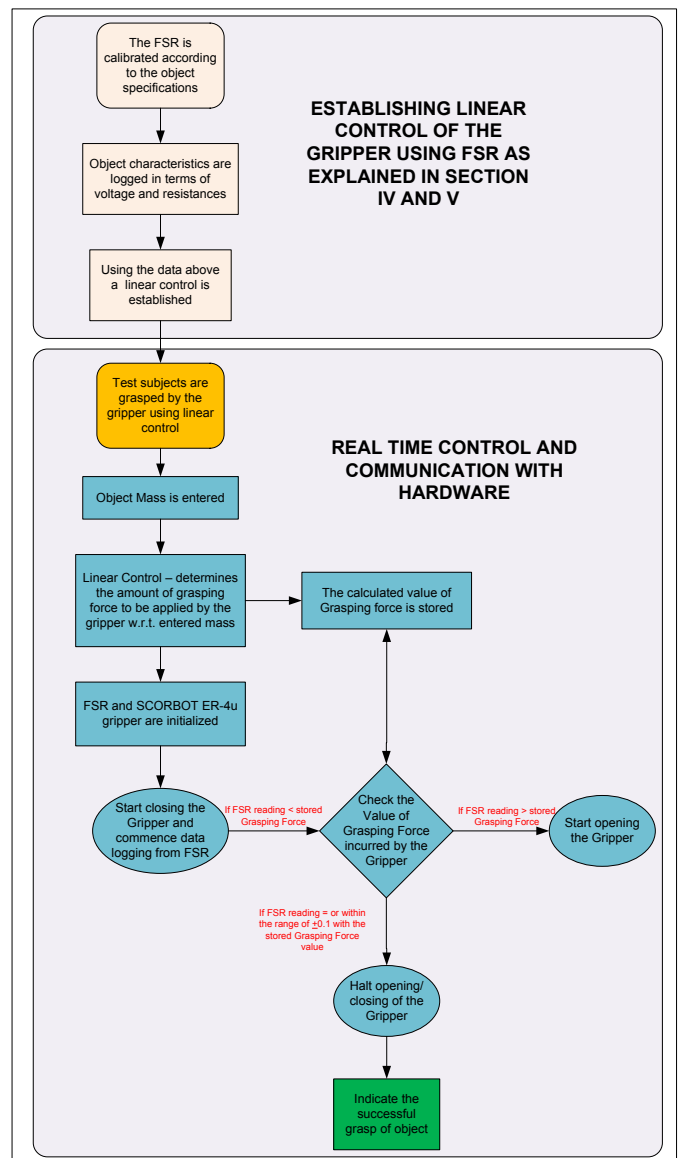 The FSR is
calibrated according
to the object
specifications
ESTABLISHING LINEAR
CONTROL OF THE
GRIPPER USING FSR AS
EXPLAINED IN SECTION
IV AND V
Object characteristics are
logged in terms of
voltage and resistances
Using the data above
a linear control is
established
Test subjects are
grasped by the
gripper using linear
control
REAL TIME CONTROL AND
COMMUNICATION WITH
HARDWARE
Object Mass is entered
Linear Control – determines
the amount of grasping
force to be applied by the
gripper w.r.t. entered mass
The calculated value of
Grasping force is stored
FSR and SCORBOT ER-4u
gripper are initialized
Start closing the
Gripper and
commence data
logging from FSR
If FSR reading < stored
Grasping Force
Check the
Value of
Grasping Force
incurred by the
Gripper
If FSR reading > stored
Grasping Force
Start opening
the Gripper
If FSR reading = or within
the range of ±0.1 with the
stored Grasping Force
value
Halt opening/
closing of the
Gripper
Indicate the
successful
grasp of object